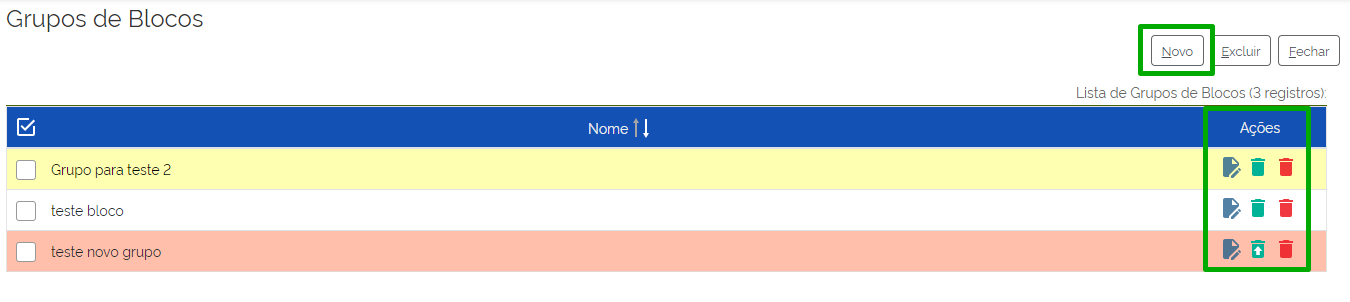 Grupos de Blocos
Novo Excluir Fechar
Lista de Grupos de Blocos (3 registros):
Nome Ações
Grupo para teste 2
teste bloco
teste novo grupo